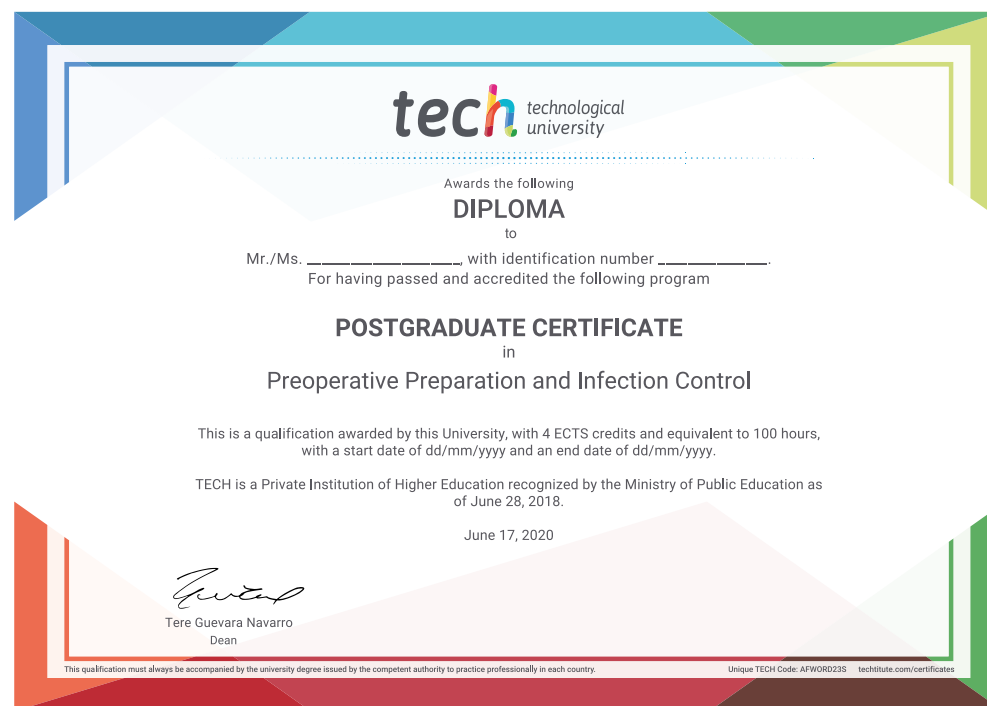 tech technological
university
Awards the following
DIPLOMA
to
Mr./Ms. ____________________, with identification number ______________.
For having passed and accredited the following program
POSTGRADUATE CERTIFICATE
in
Preoperative Preparation and Infection Control
This is a qualification awarded by this University, with 4 ECTS credits and equivalent to 100 hours,
with a start date of dd/mm/yyyy and an end date of dd/mm/yyyy.
TECH is a Private Institution of Higher Education recognized by the Ministry of Public Education as
of June 28, 2018.
June 17, 2020
Tere Guevara Navarro
Dean
This qualification must always be accompanied by the university degree issued by the competent authority to practice professionally in each country.
Unique TECH Code: AFWORD23S techtitute.com/certificates